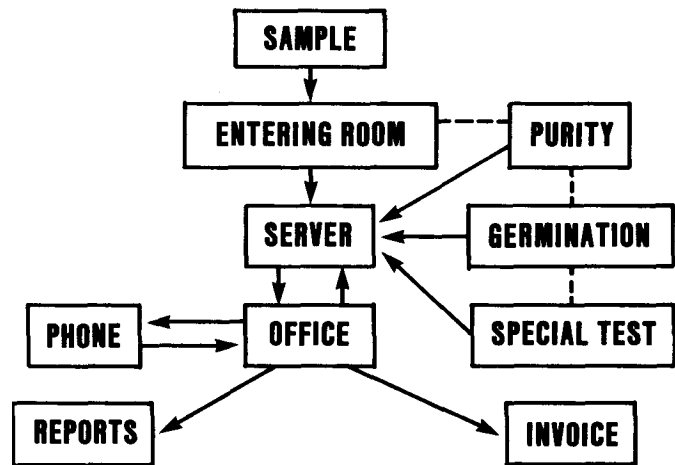 SAMPLE
ENTERING ROOM
PURITY
SERVER
GERMINATION
PHONE
OFFICE
SPECIAL TEST
REPORTS
INVOICE